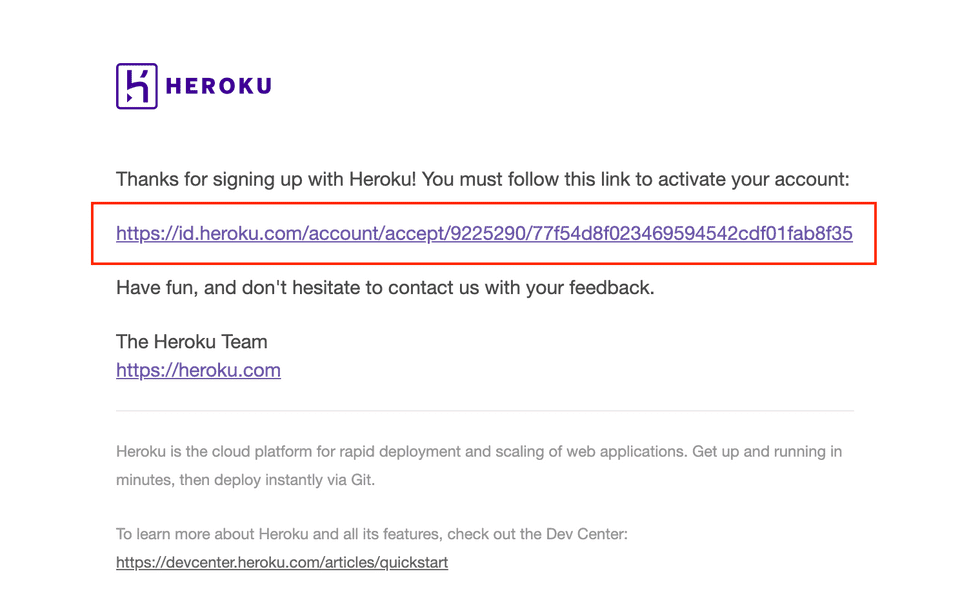 HEROKU
Thanks for signing up with Heroku! You must follow this link to activate your account:
https://id.heroku.com/account/accept/9225290/77f54d8f023469594542cdf01fab8f35
Have fun, and don't hesitate to contact us with your feedback.
The Heroku Team
https://heroku.com
Heroku is the cloud platform for rapid deployment and scaling of web applications. Get up and running in
minutes, then deploy instantly via Git.
To learn more about Heroku and all its features, check out the Dev Center:
https://devcenter.heroku.com/articles/quickstart